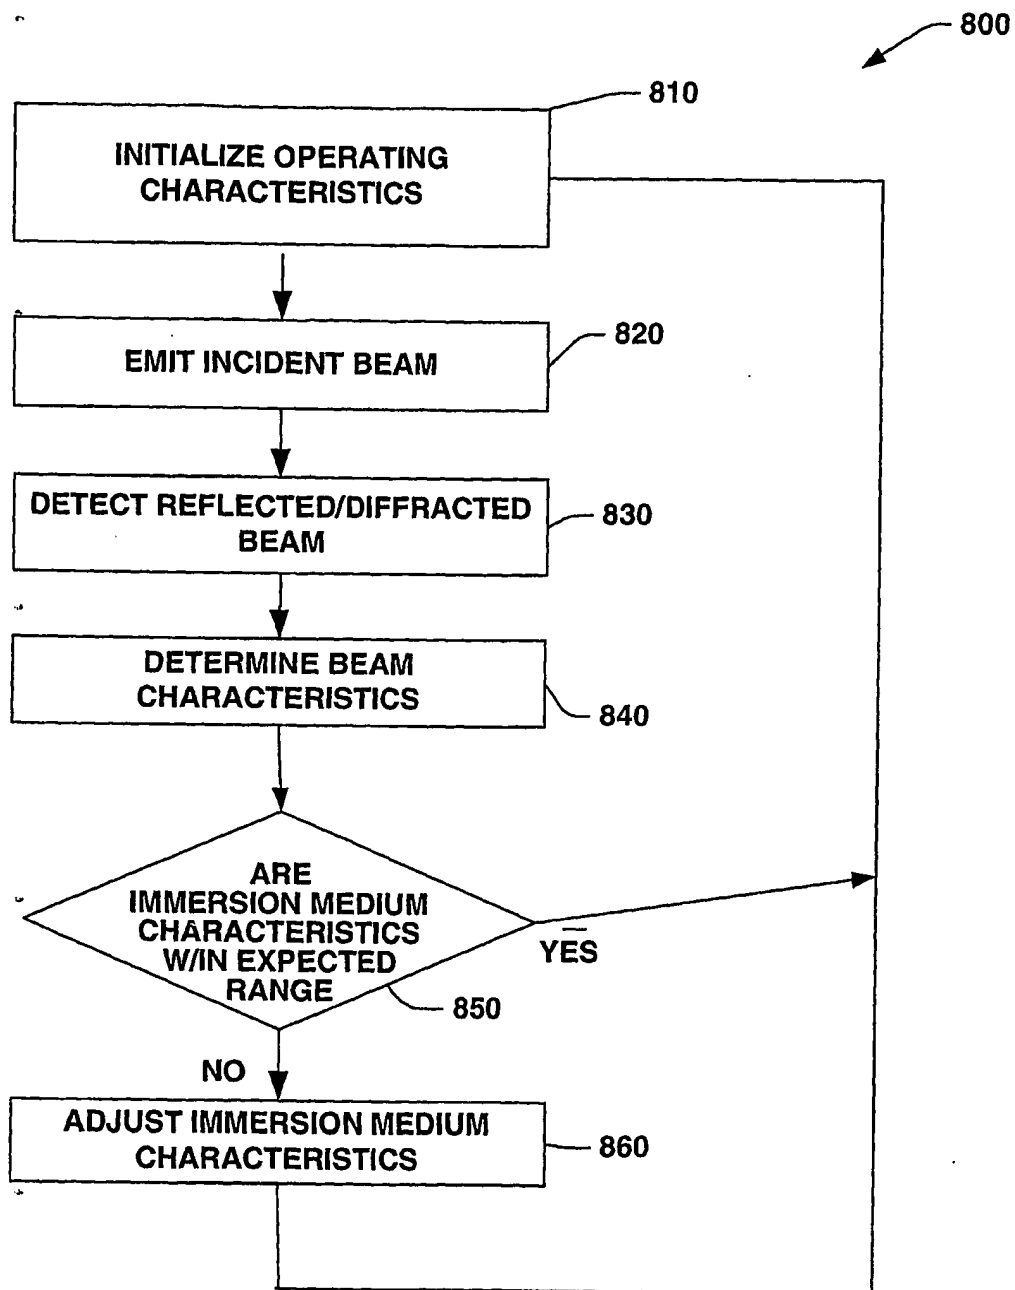 800
810
INITIALIZE OPERATING
CHARACTERISTICS
820
EMIT INCIDENT BEAM
DETECT REFLECTED/DIFFRACTED
BEAM
830
DETERMINE BEAM
CHARACTERISTICS
840
ARE
IMMERSION MEDIUM
CHARACTERISTICS
W/IN EXPECTED
RANGE
YES
850
NO
ADJUST IMMERSION MEDIUM
CHARACTERISTICS
860